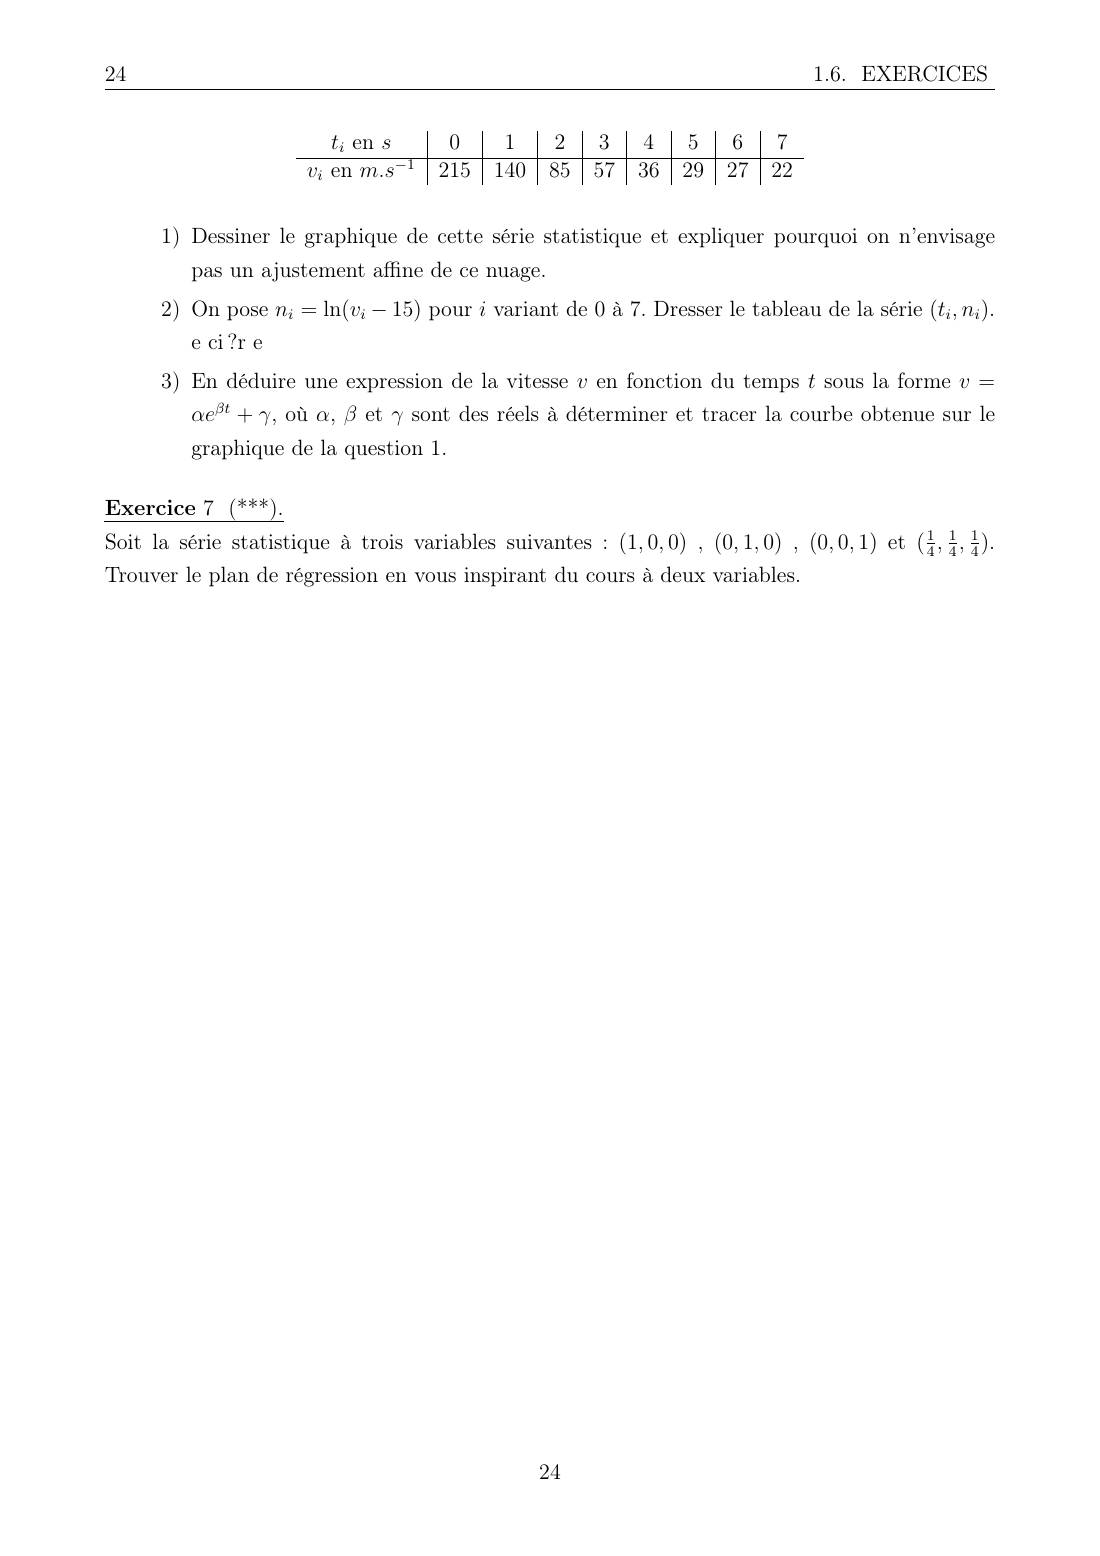 24 1.6. EXERCICES
t_i en s | 0 | 1 | 2 | 3 | 4 | 5 | 6 | 7
v_i en m.s^{-1} | 215 | 140 | 85 | 57 | 36 | 29 | 27 | 22
1) Dessiner le graphique de cette série statistique et expliquer pourquoi on n'envisage
pas un ajustement affine de ce nuage.
2) On pose n_i = ln(v_i − 15) pour i variant de 0 à 7. Dresser le tableau de la série (t_i, n_i).
e ci ?r e
3) En déduire une expression de la vitesse v en fonction du temps t sous la forme v =
αe^{βt} + γ, où α, β et γ sont des réels à déterminer et tracer la courbe obtenue sur le
graphique de la question 1.
Exercice 7 (***).
Soit la série statistique à trois variables suivantes : (1, 0, 0) , (0, 1, 0) , (0, 0, 1) et (1/4, 1/4, 1/4).
Trouver le plan de régression en vous inspirant du cours à deux variables.
24